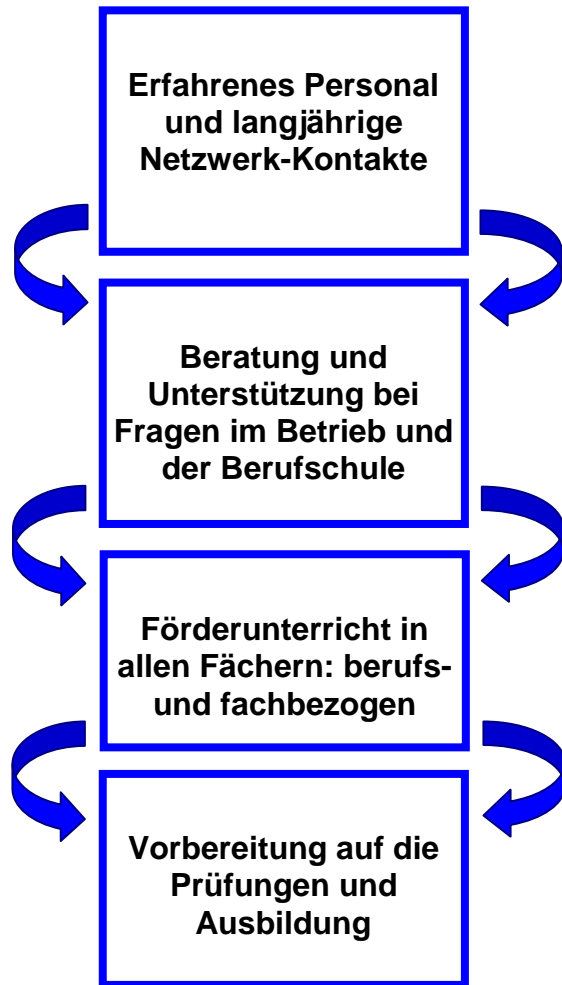 Erfahrenes Personal
und langjährige
Netzwerk-Kontakte
Beratung und
Unterstützung bei
Fragen im Betrieb und
der Berufschule
Förderunterricht in
allen Fächern: berufs-
und fachbezogen
Vorbereitung auf die
Prüfungen und
Ausbildung